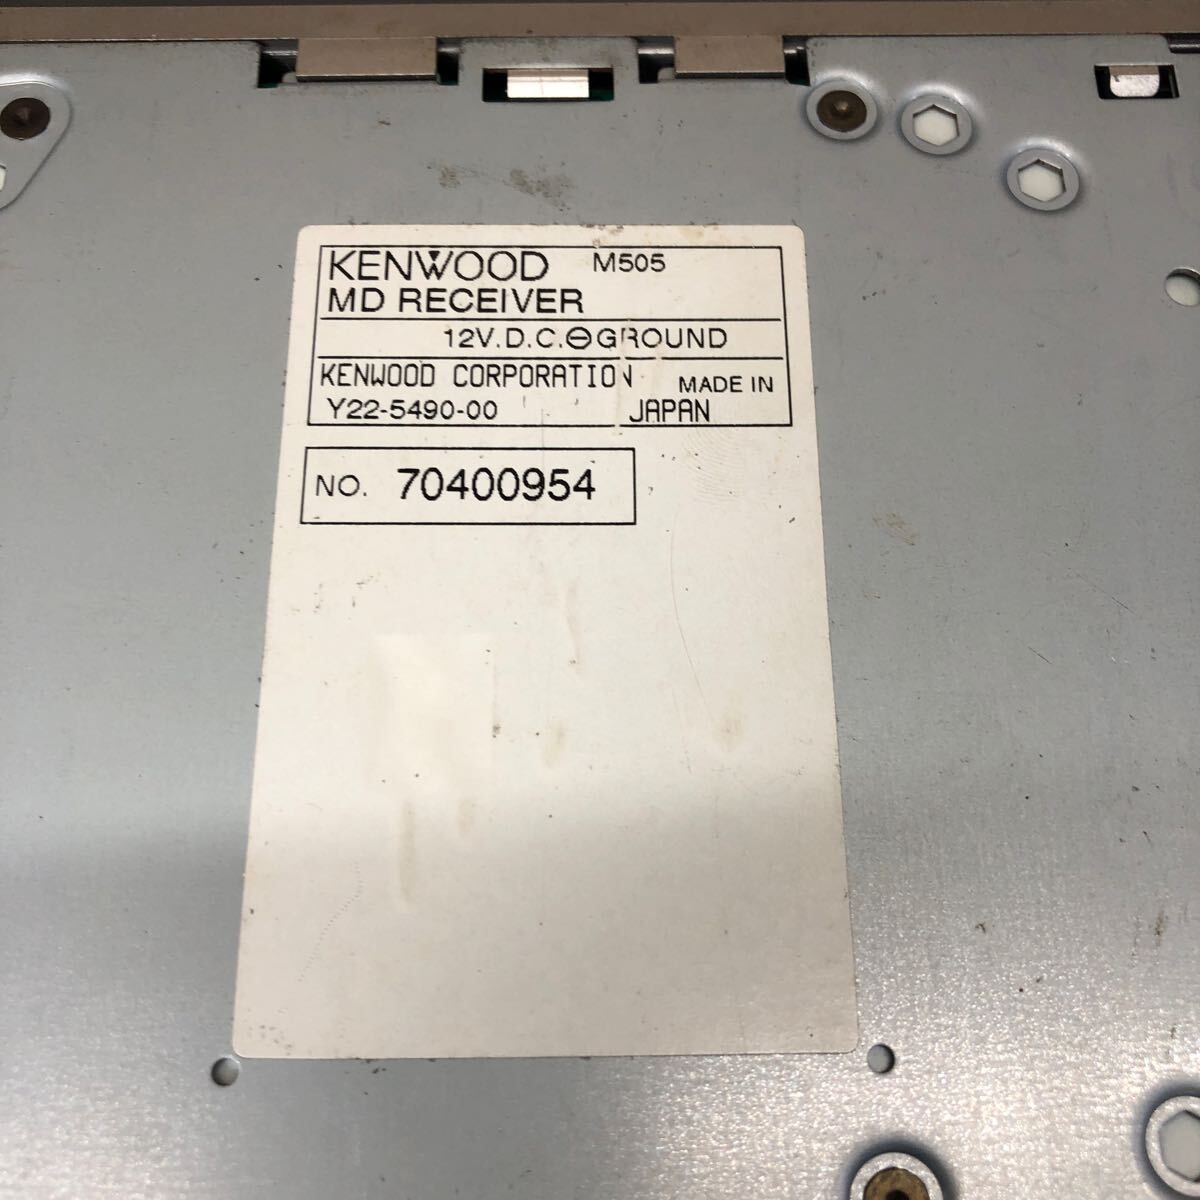 KENWOOD M505
MD RECEIVER
12V.D.C.⊖GROUND
KENWOOD CORPORATION MADE IN
Y22-5490-00 JAPAN
NO. 70400954